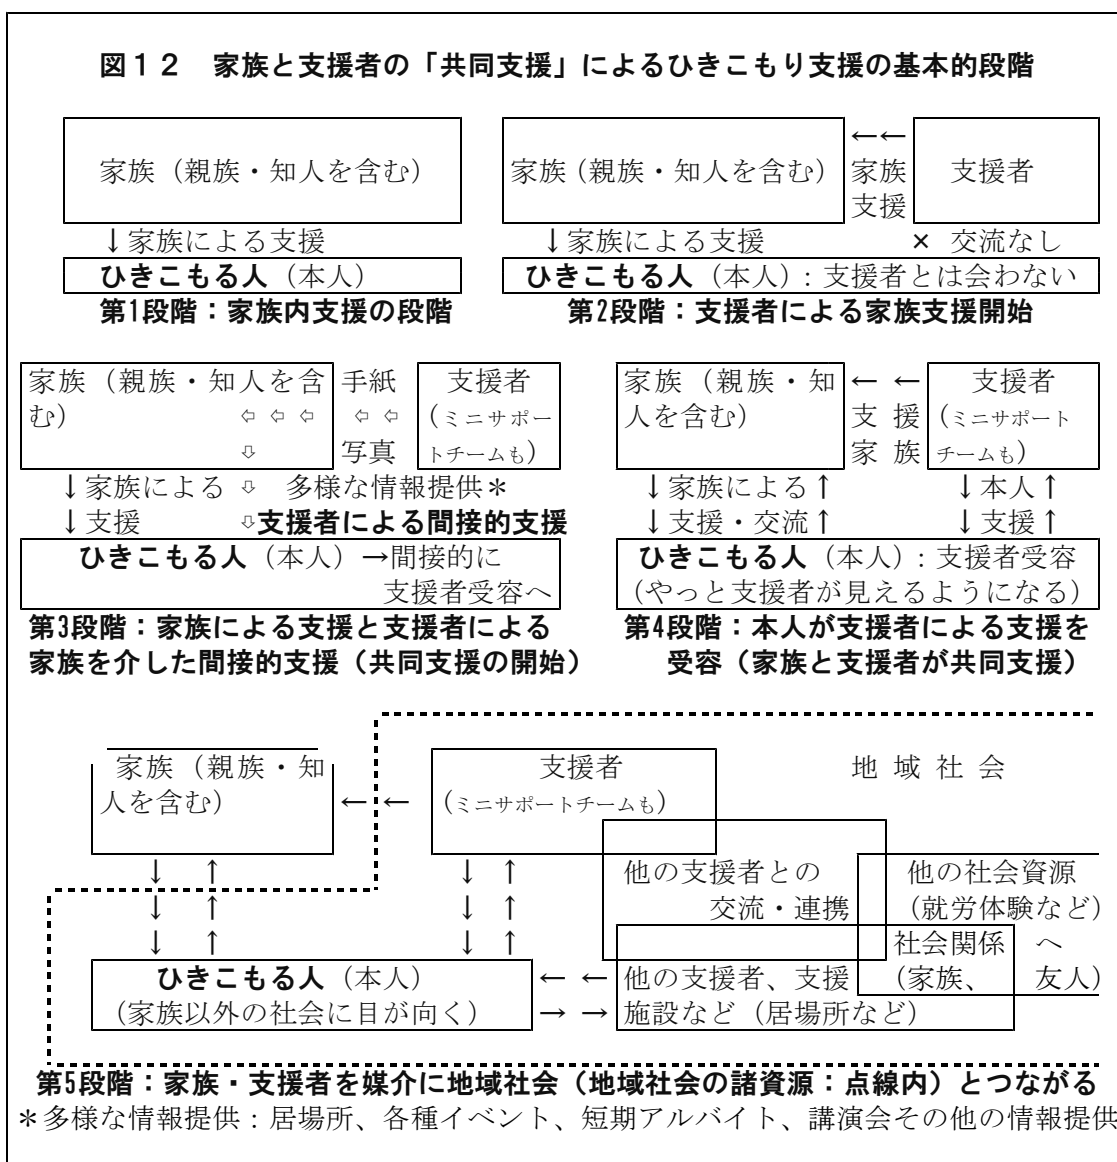 図12 家族と支援者の「共同支援」によるひきこもり支援の基本的段階
家族(親族・知人を含む)
↓家族による支援
ひきこもる人(本人)
第1段階:家族内支援の段階
家族(親族・知人を含む)
←←
家族
支援
支援者
↓家族による支援
× 交流なし
ひきこもる人(本人):支援者とは会わない
第2段階:支援者による家族支援開始
家族(親族・知人を含
む) ⇦ ⇦ ⇦
⇩
手紙
⇦ ⇦
写真
支援者
(ミニサポー
トチームも)
↓家族による ⇩ 多様な情報提供*
↓支援 ⇩支援者による間接的支援
ひきこもる人(本人)→間接的に
支援者受容へ
第3段階:家族による支援と支援者による
家族を介した間接的支援(共同支援の開始)
家族(親族・知
人を含む)
← ←
支 援
家 族
支援者
(ミニサポート
チームも)
↓家族による↑ ↓本人↑
↓支援・交流↑ ↓支援↑
ひきこもる人(本人):支援者受容
(やっと支援者が見えるようになる)
第4段階:本人が支援者による支援を
受容(家族と支援者が共同支援)
家族(親族・知
人を含む)
← ←
支援者
(ミニサポートチームも)
地 域 社 会
↓ ↑ ↓ ↑
↓ ↑ ↓ ↑
↓ ↑ ↓ ↑
他の支援者との
交流・連携
他の社会資源
(就労体験など)
社会関係 へ
(家族、 友人)
ひきこもる人(本人)
(家族以外の社会に目が向く)
← ←
→ →
他の支援者、支援
施設など(居場所など)
第5段階:家族・支援者を媒介に地域社会(地域社会の諸資源:点線内)とつながる
*多様な情報提供:居場所、各種イベント、短期アルバイト、講演会その他の情報提供